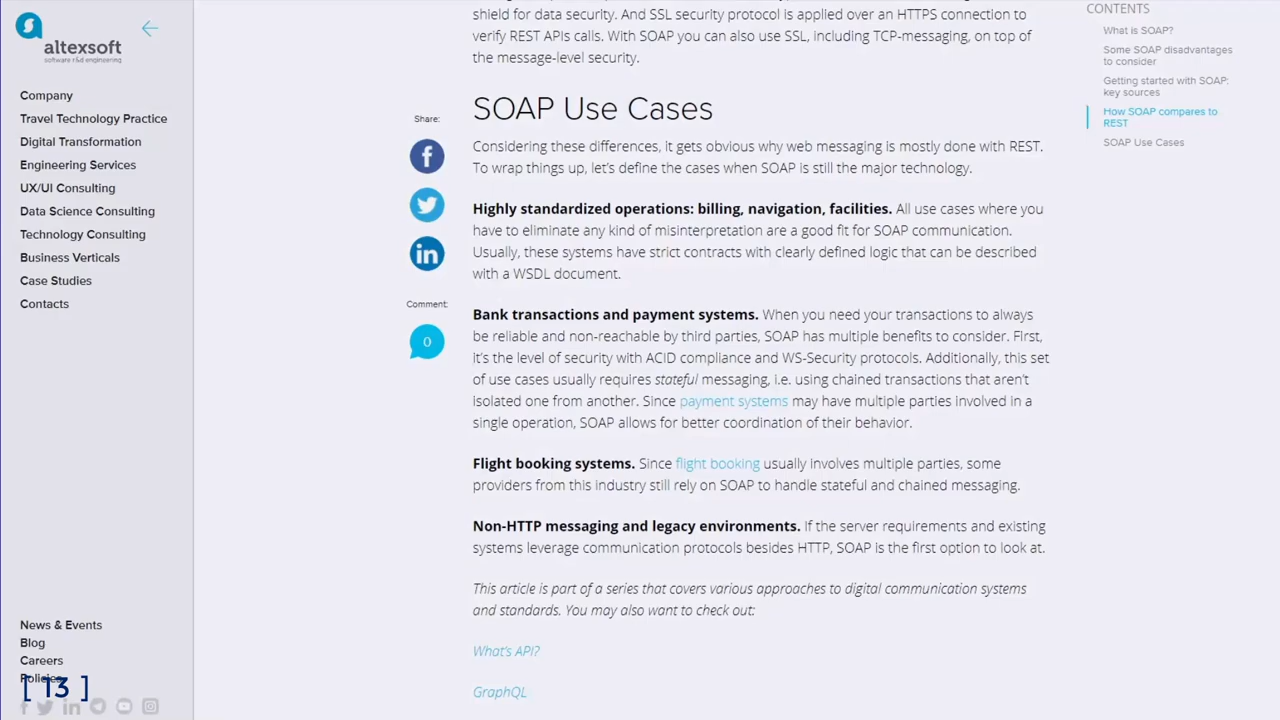 altexsoft
software r&d engineering
Company
Travel Technology Practice
Digital Transformation
Engineering Services
UX/UI Consulting
Data Science Consulting
Technology Consulting
Business Verticals
Case Studies
Contacts
News & Events
Blog
Careers
Policies
[ 13 ]
Share:
Comment:
0
shield for data security. And SSL security protocol is applied over an HTTPS connection to
verify REST APIs calls. With SOAP you can also use SSL, including TCP-messaging, on top of
the message-level security.
SOAP Use Cases
Considering these differences, it gets obvious why web messaging is mostly done with REST.
To wrap things up, let's define the cases when SOAP is still the major technology.
Highly standardized operations: billing, navigation, facilities. All use cases where you
have to eliminate any kind of misinterpretation are a good fit for SOAP communication.
Usually, these systems have strict contracts with clearly defined logic that can be described
with a WSDL document.
Bank transactions and payment systems. When you need your transactions to always
be reliable and non-reachable by third parties, SOAP has multiple benefits to consider. First,
it's the level of security with ACID compliance and WS-Security protocols. Additionally, this set
of use cases usually requires stateful messaging, i.e. using chained transactions that aren't
isolated one from another. Since payment systems may have multiple parties involved in a
single operation, SOAP allows for better coordination of their behavior.
Flight booking systems. Since flight booking usually involves multiple parties, some
providers from this industry still rely on SOAP to handle stateful and chained messaging.
Non-HTTP messaging and legacy environments. If the server requirements and existing
systems leverage communication protocols besides HTTP, SOAP is the first option to look at.
This article is part of a series that covers various approaches to digital communication systems
and standards. You may also want to check out:
What's API?
GraphQL
CONTENTS
What is SOAP?
Some SOAP disadvantages
to consider
Getting started with SOAP:
key sources
How SOAP compares to
REST
SOAP Use Cases